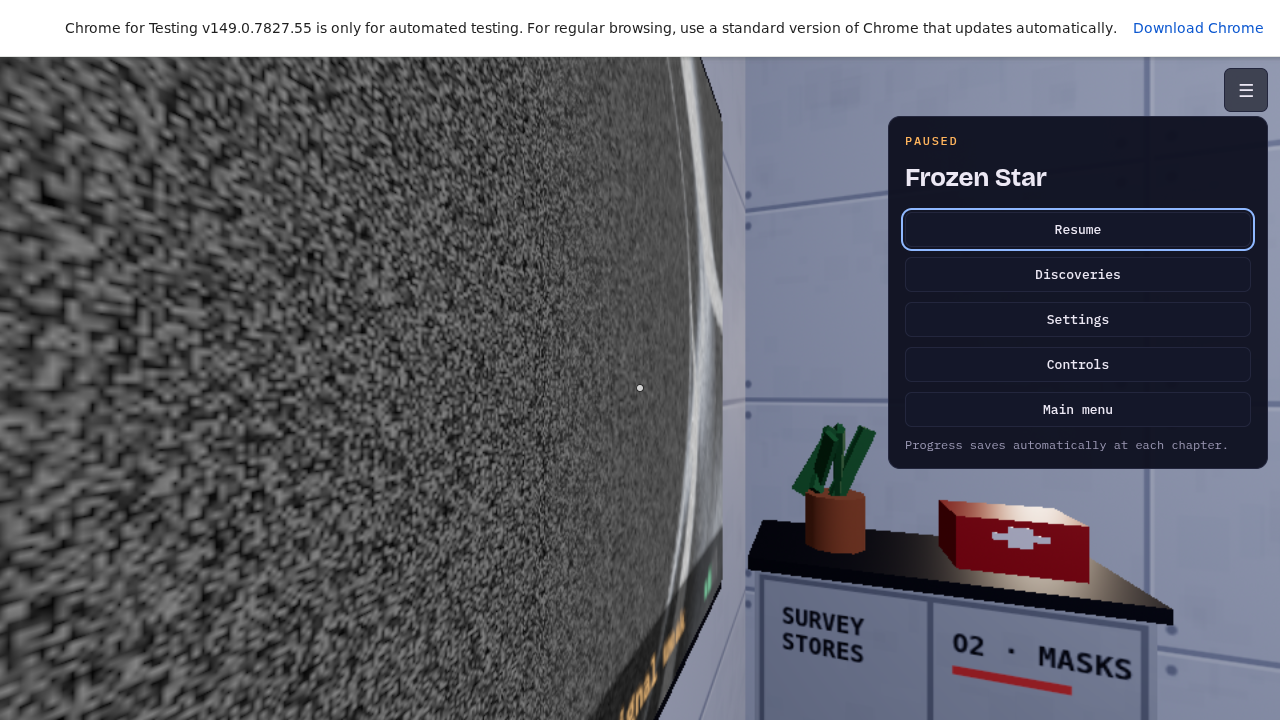 Chrome for Testing v149.0.7827.55 is only for automated testing. For regular browsing, use a standard version of Chrome that updates automatically. Download Chrome
PAUSED
Frozen Star
Resume
Discoveries
Settings
Controls
Main menu
Progress saves automatically at each chapter.
SURVEY
STORES
O2 · MASKS